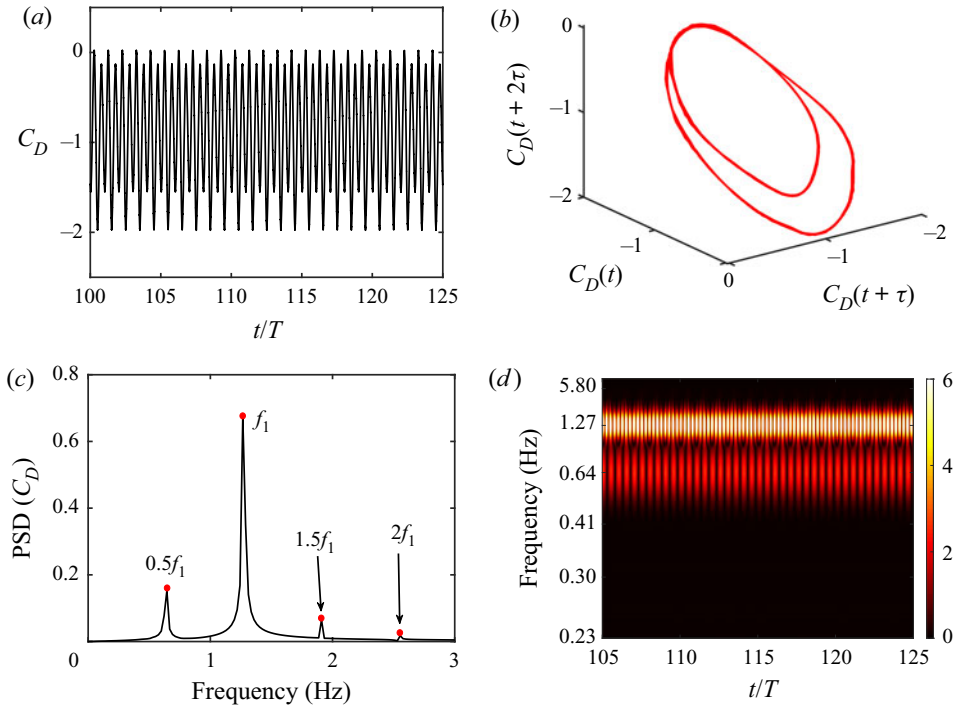 (a)
0
−1
−2
C_D
100 105 110 115 120 125
t/T
(b)
0
−1
−2
C_D(t + 2τ)
−1
0
−1
−2
C_D(t)
C_D(t + τ)
(c)
0.8
0.6
0.4
0.2
PSD (C_D)
0.5f_1
f_1
1.5f_1
2f_1
0 1 2 3
Frequency (Hz)
(d)
5.80
1.27
0.64
0.41
0.30
0.23
Frequency (Hz)
105 110 115 120 125
t/T
6
4
2
0